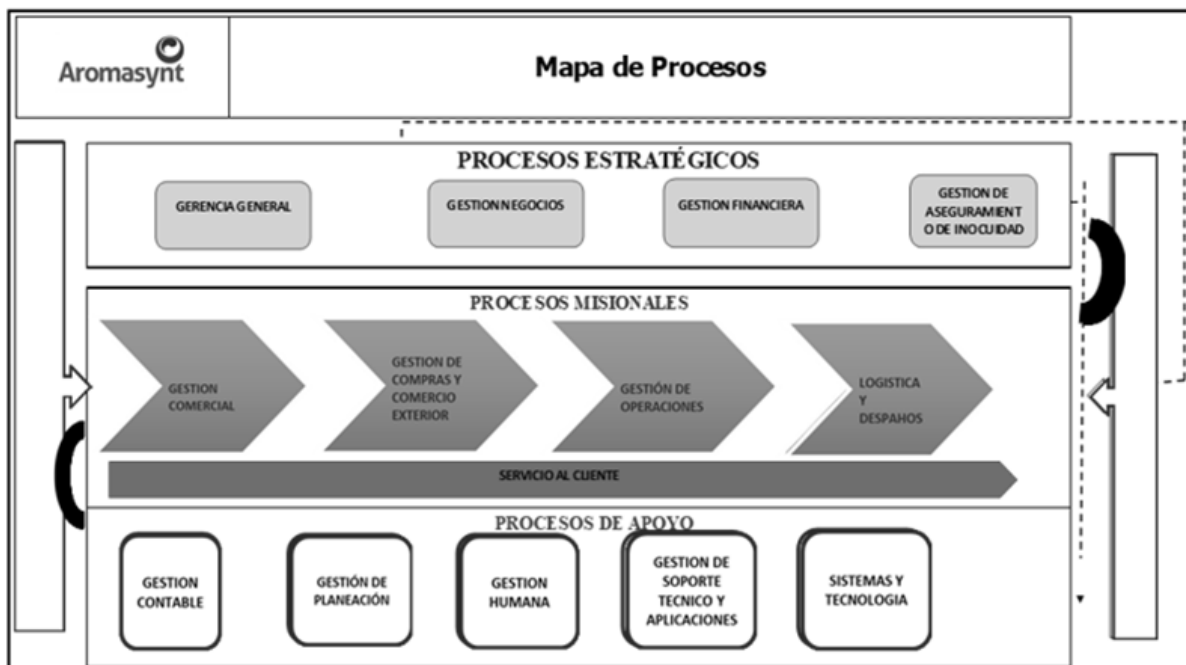 Aromasynt
Mapa de Procesos
PROCESOS ESTRATÉGICOS
GERENCIA GENERAL
GESTION NEGOCIOS
GESTION FINANCIERA
GESTION DE
ASEGURAMIENT
O DE INOCUIDAD
PROCESOS MISIONALES
GESTION
COMERCIAL
GESTION DE
COMPRAS Y
COMERCIO
EXTERIOR
GESTIÓN DE
OPERACIONES
LOGISTICA
Y
DESPAHOS
SERVICIO AL CLIENTE
PROCESOS DE APOYO
GESTION
CONTABLE
GESTIÓN DE
PLANEACIÓN
GESTION
HUMANA
GESTION DE
SOPORTE
TECNICO Y
APLICACIONES
SISTEMAS Y
TECNOLOGIA